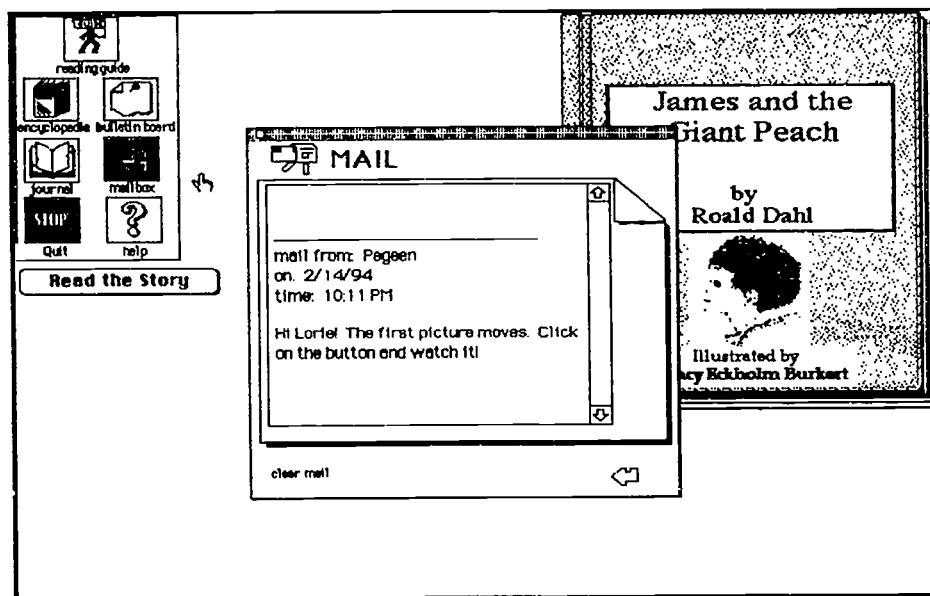 reading guide
encyclopedia bulletin board
journal mailbox
STOP
Quit help
Read the Story
MAIL
mail from: Pegeen
on: 2/14/94
time: 10:11 PM
Hi Lorie! The first picture moves. Click
on the button and watch it!
clear mail
James and the
Giant Peach
by
Roald Dahl
Illustrated by
Eckholm Burkert